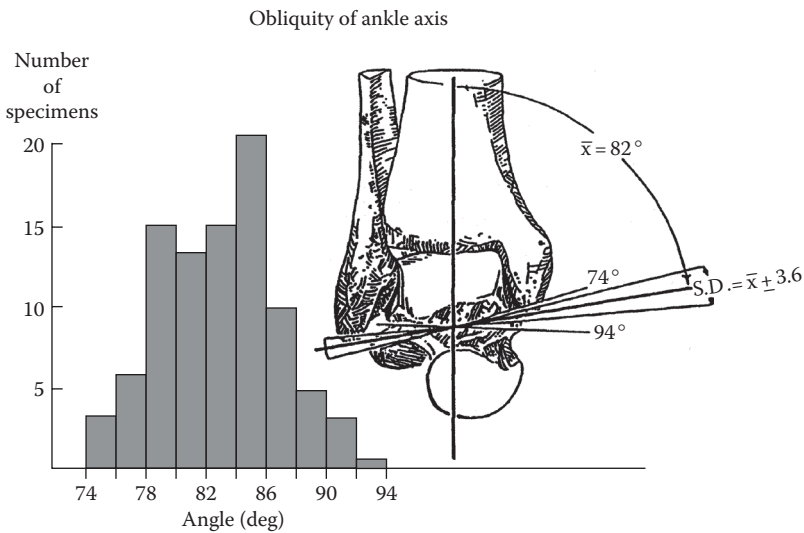 Obliquity of ankle axis
Number
of
specimens
20
15
10
5
74 78 82 86 90 94
Angle (deg)
x̅ = 82°
74°
S.D. = x̅ ± 3.6
94°